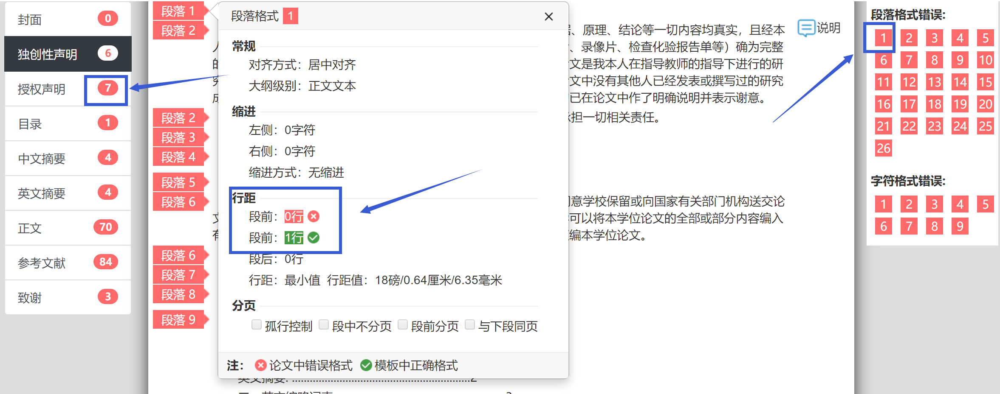 封面 0
独创性声明 6
授权声明 7
目录 1
中文摘要 4
英文摘要 4
正文 70
参考文献 84
致谢 3
段落 1
段落 2
段落 2
段落 3
段落 4
段落 5
段落 6
段落 6
段落 7
段落 8
段落 9
段落格式 1
常规
对齐方式：居中对齐
大纲级别：正文文本
缩进
左侧：0字符
右侧：0字符
缩进方式：无缩进
行距
段前：0行
段前：1行
段后：0行
行距：最小值 行距值：18磅/0.64厘米/6.35毫米
分页
孤行控制 段中不分页 段前分页 与下段同页
注： 论文中错误格式 模板中正确格式
、原理、结论等一切内容均真实，且经本
、录像片、检查化验报告单等）确为完整
的
文是我本人在指导教师的指导下进行的研
文中没有其他人已经发表或撰写过的研究
已在论文中作了明确说明并表示谢意。
担一切相关责任。
意学校保留或向国家有关部门机构送交论
文
可以将本学位论文的全部或部分内容编入
编本学位论文。
英文摘要: ............................................................2
说明
段落格式错误:
1 2 3 4 5
6 7 8 9 10
11 12 13 14 15
16 17 18 19 20
21 22 23 24 25
26
字符格式错误:
1 2 3 4 5
6 7 8 9